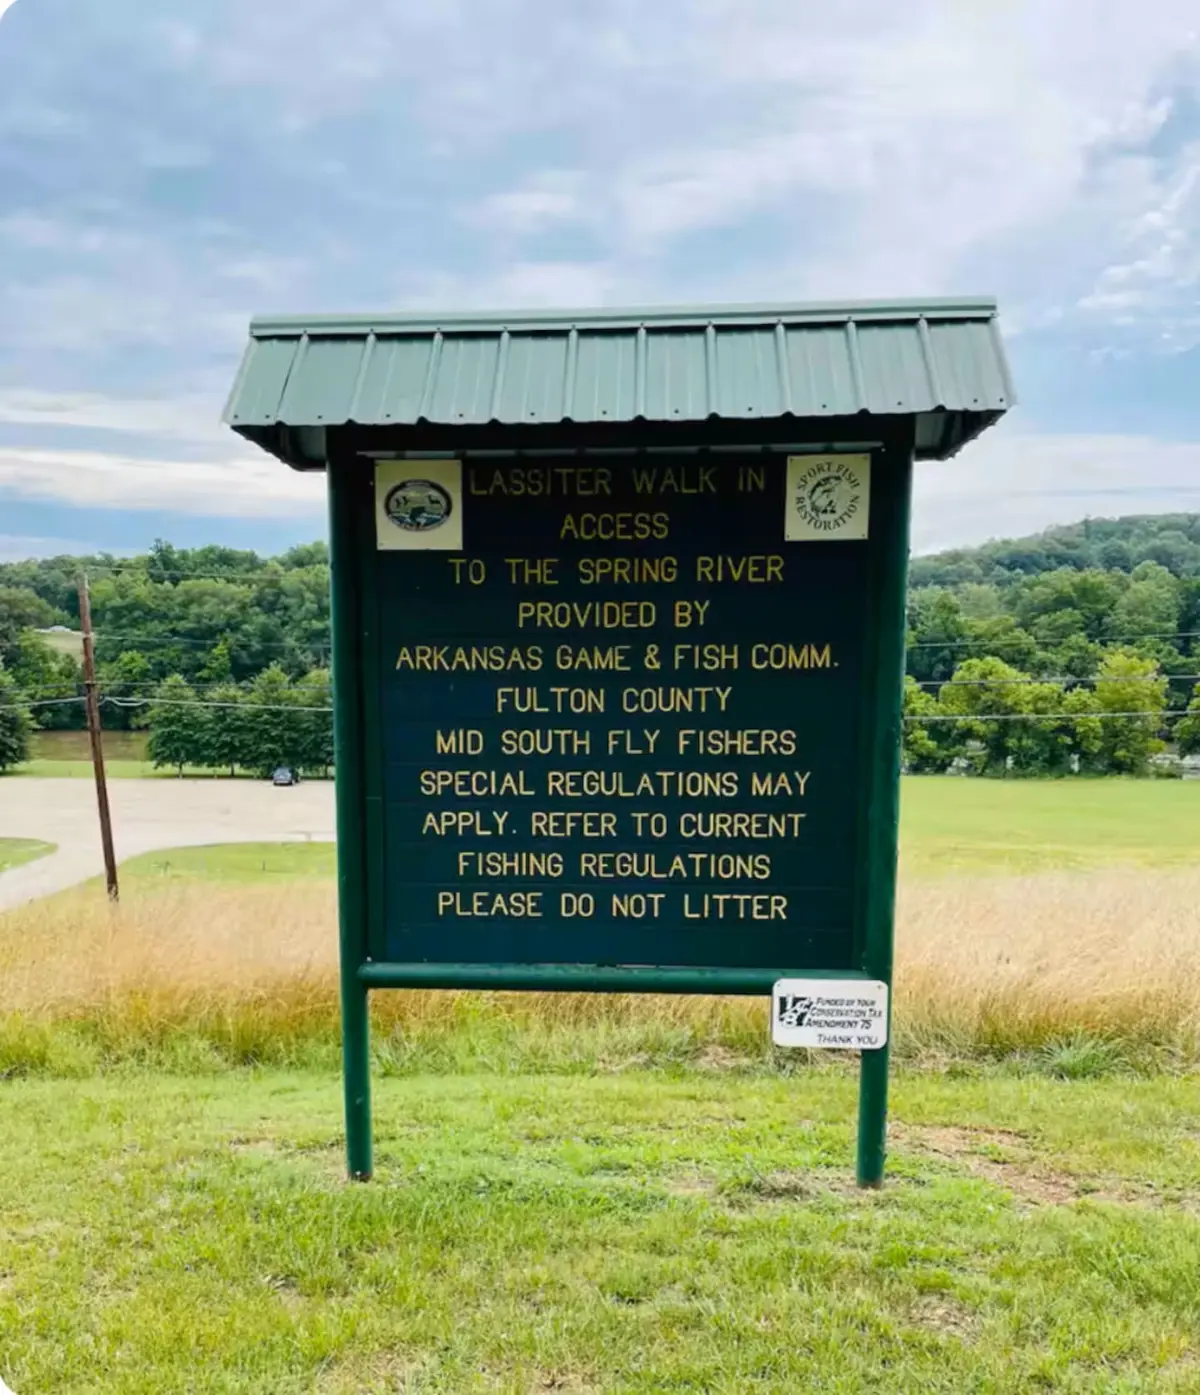 LASSITER WALK IN
ACCESS
TO THE SPRING RIVER
PROVIDED BY
ARKANSAS GAME & FISH COMM.
FULTON COUNTY
MID SOUTH FLY FISHERS
SPECIAL REGULATIONS MAY
APPLY. REFER TO CURRENT
FISHING REGULATIONS
PLEASE DO NOT LITTER
SPORT FISH
RESTORATION
1/8
FUNDED BY YOUR
CONSERVATION TAX
AMENDMENT 75
THANK YOU